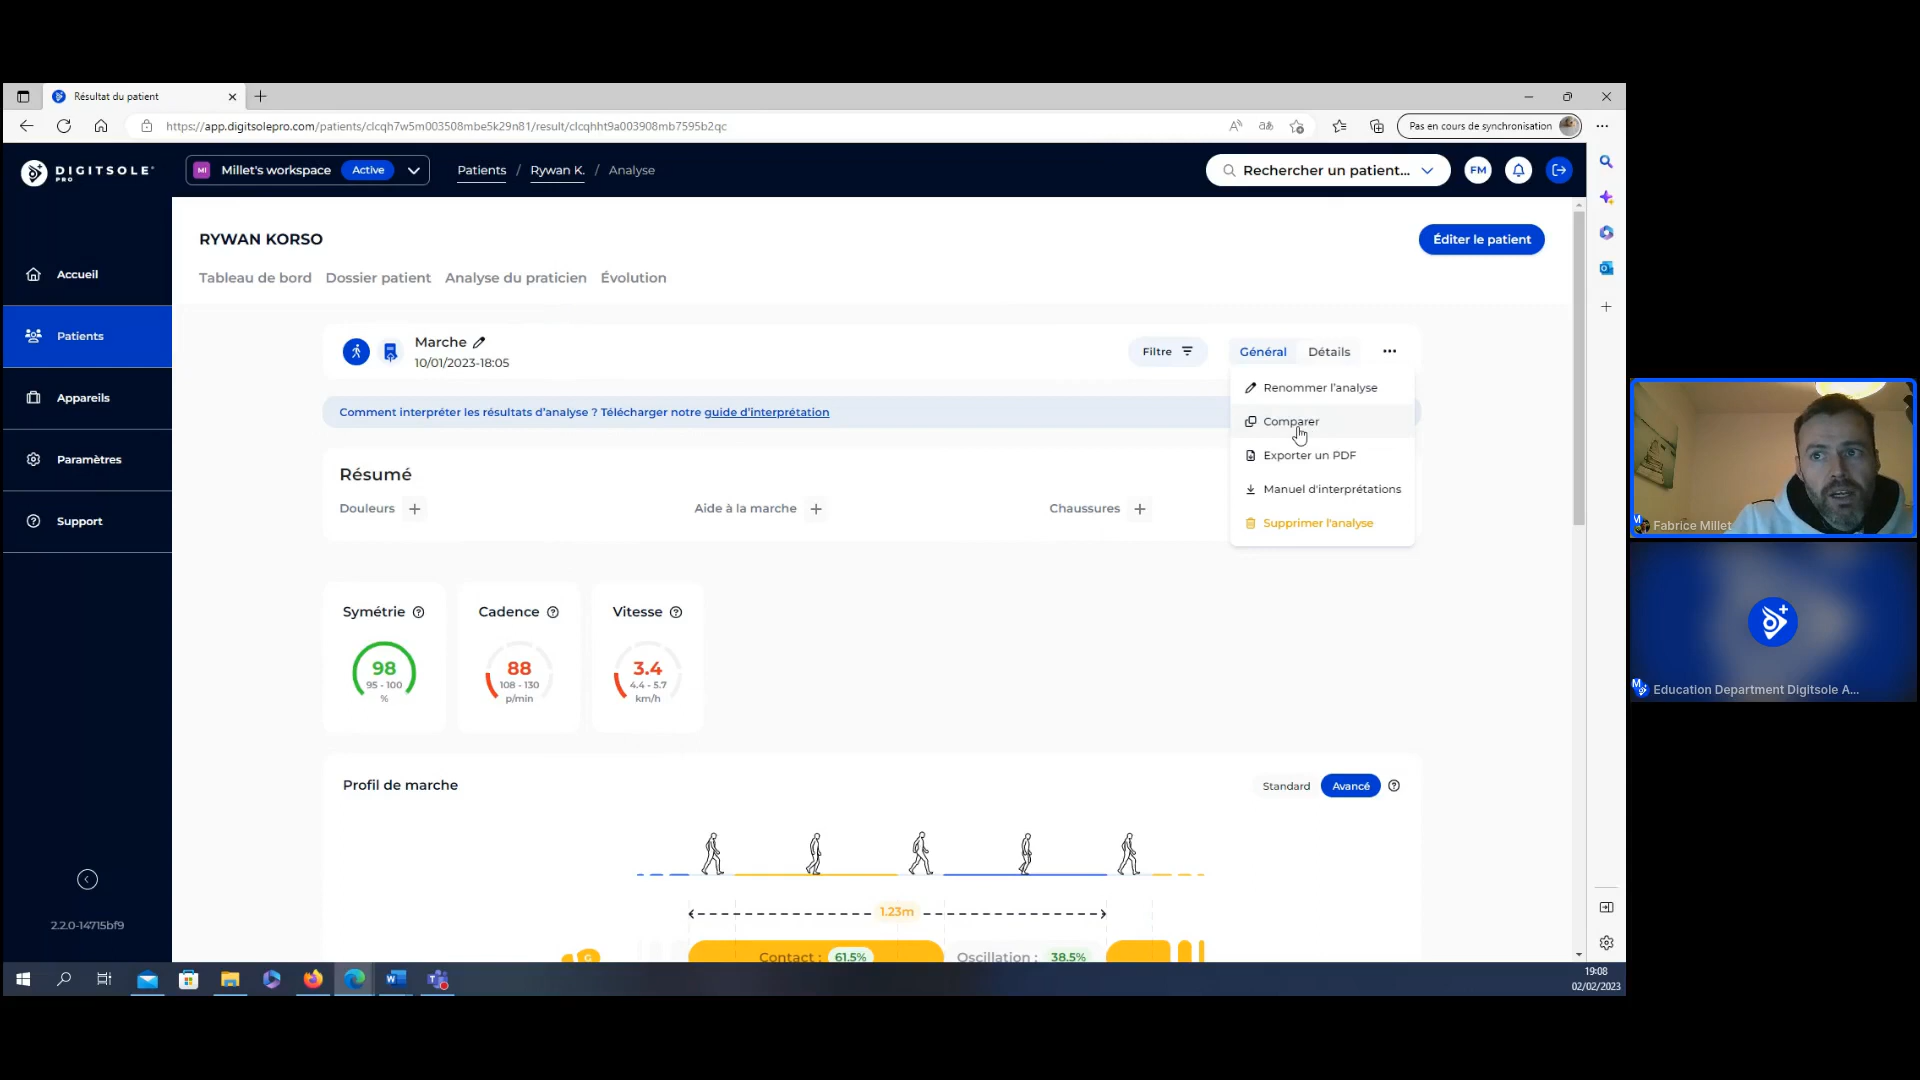 Résultat du patient
https://app.digitsolepro.com/patients/clcqh7w5m003508mbe5k29n81/result/clcqhht9a003908mb7595b2qc
Pas en cours de synchronisation
DIGITSOLE
PRO
MI Millet's workspace Active
Patients / Rywan K. / Analyse
Rechercher un patient...
FM
RYWAN KORSO
Éditer le patient
Tableau de bord Dossier patient Analyse du praticien Évolution
Accueil
Patients
Appareils
Paramètres
Support
2.2.0-14715bf9
Marche
10/01/2023-18:05
Filtre
Général Détails
Renommer l'analyse
Comparer
Exporter un PDF
Manuel d'interprétations
Supprimer l'analyse
Comment interpréter les résultats d'analyse ? Télécharger notre guide d'interprétation
Résumé
Douleurs + Aide à la marche + Chaussures +
Symétrie
98
95 - 100
%
Cadence
88
108 - 130
p/min
Vitesse
3.4
4.4 - 5.7
km/h
Profil de marche
Standard Avancé
1.23m
G
Contact : 61.5% Oscillation : 38.5%
19:08
02/02/2023
Fabrice Millet
Education Department Digitsole A...